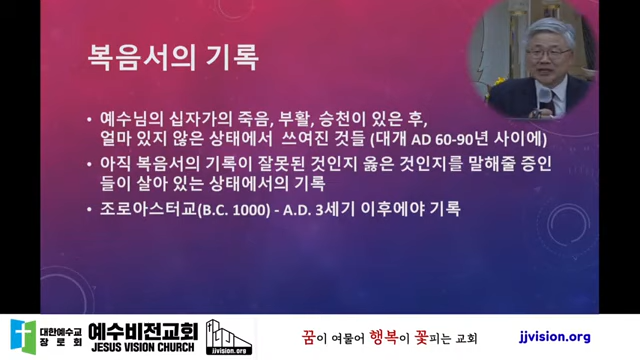 복음서의 기록
• 예수님의 십자가의 죽음, 부활, 승천이 있은 후,
얼마 있지 않은 상태에서 쓰여진 것들 (대개 AD 60-90년 사이에)
• 아직 복음서의 기록이 잘못된 것인지 옳은 것인지를 말해줄 증인
들이 살아 있는 상태에서의 기록
• 조로아스터교(B.C. 1000) - A.D. 3세기 이후에야 기록
대한예수교
장로회
예수비전교회
JESUS VISION CHURCH
jjvision.org
꿈이 여물어 행복이 꽃피는 교회
jjvision.org